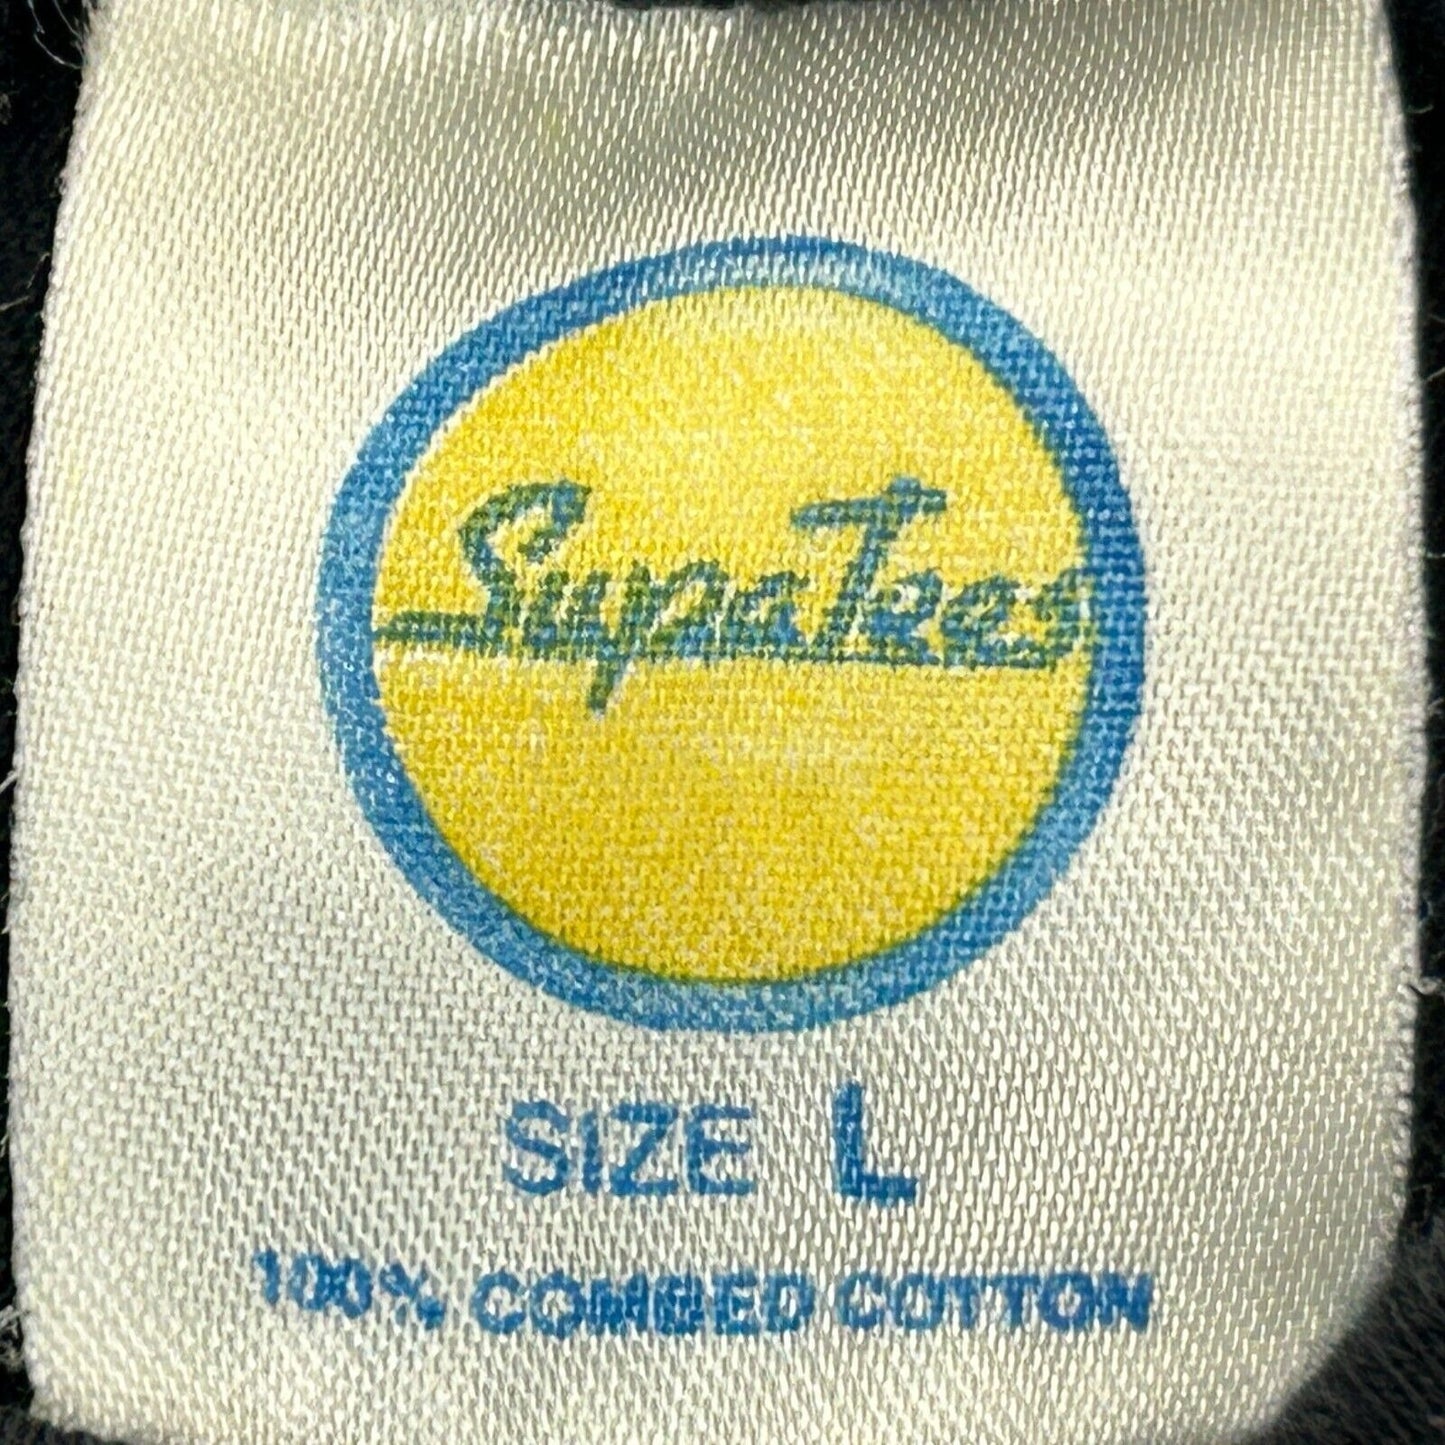 SupaTees
SIZE L
100% COMBED COTTON